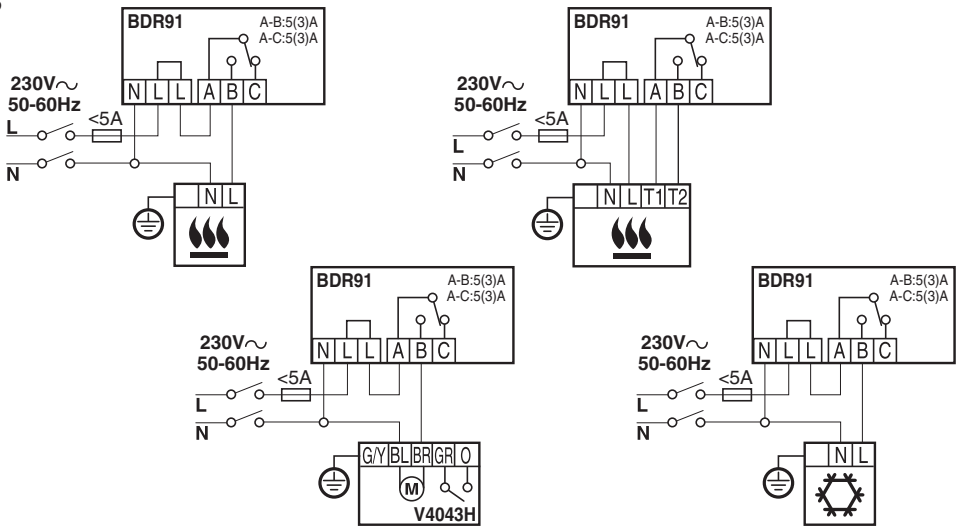 BDR91 A-B:5(3)A
A-C:5(3)A
230V~
50-60Hz
N L L A B C
<5A
L
N
N L
BDR91 A-B:5(3)A
A-C:5(3)A
230V~
50-60Hz
N L L A B C
<5A
L
N
N L T1 T2
BDR91 A-B:5(3)A
A-C:5(3)A
230V~
50-60Hz
N L L A B C
<5A
L
N
G/Y BL BR GR O
M
V4043H
BDR91 A-B:5(3)A
A-C:5(3)A
230V~
50-60Hz
N L L A B C
<5A
L
N
N L